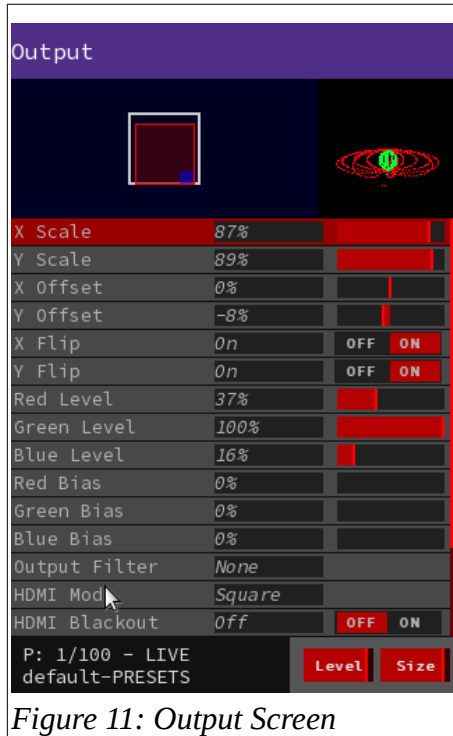 Output
X Scale 87%
Y Scale 89%
X Offset 0%
Y Offset -8%
X Flip On OFF ON
Y Flip On OFF ON
Red Level 37%
Green Level 100%
Blue Level 16%
Red Bias 0%
Green Bias 0%
Blue Bias 0%
Output Filter None
HDMI Mod Square
HDMI Blackout Off OFF ON
P: 1/100 - LIVE
default-PRESETS
Level Size
Figure 11: Output Screen